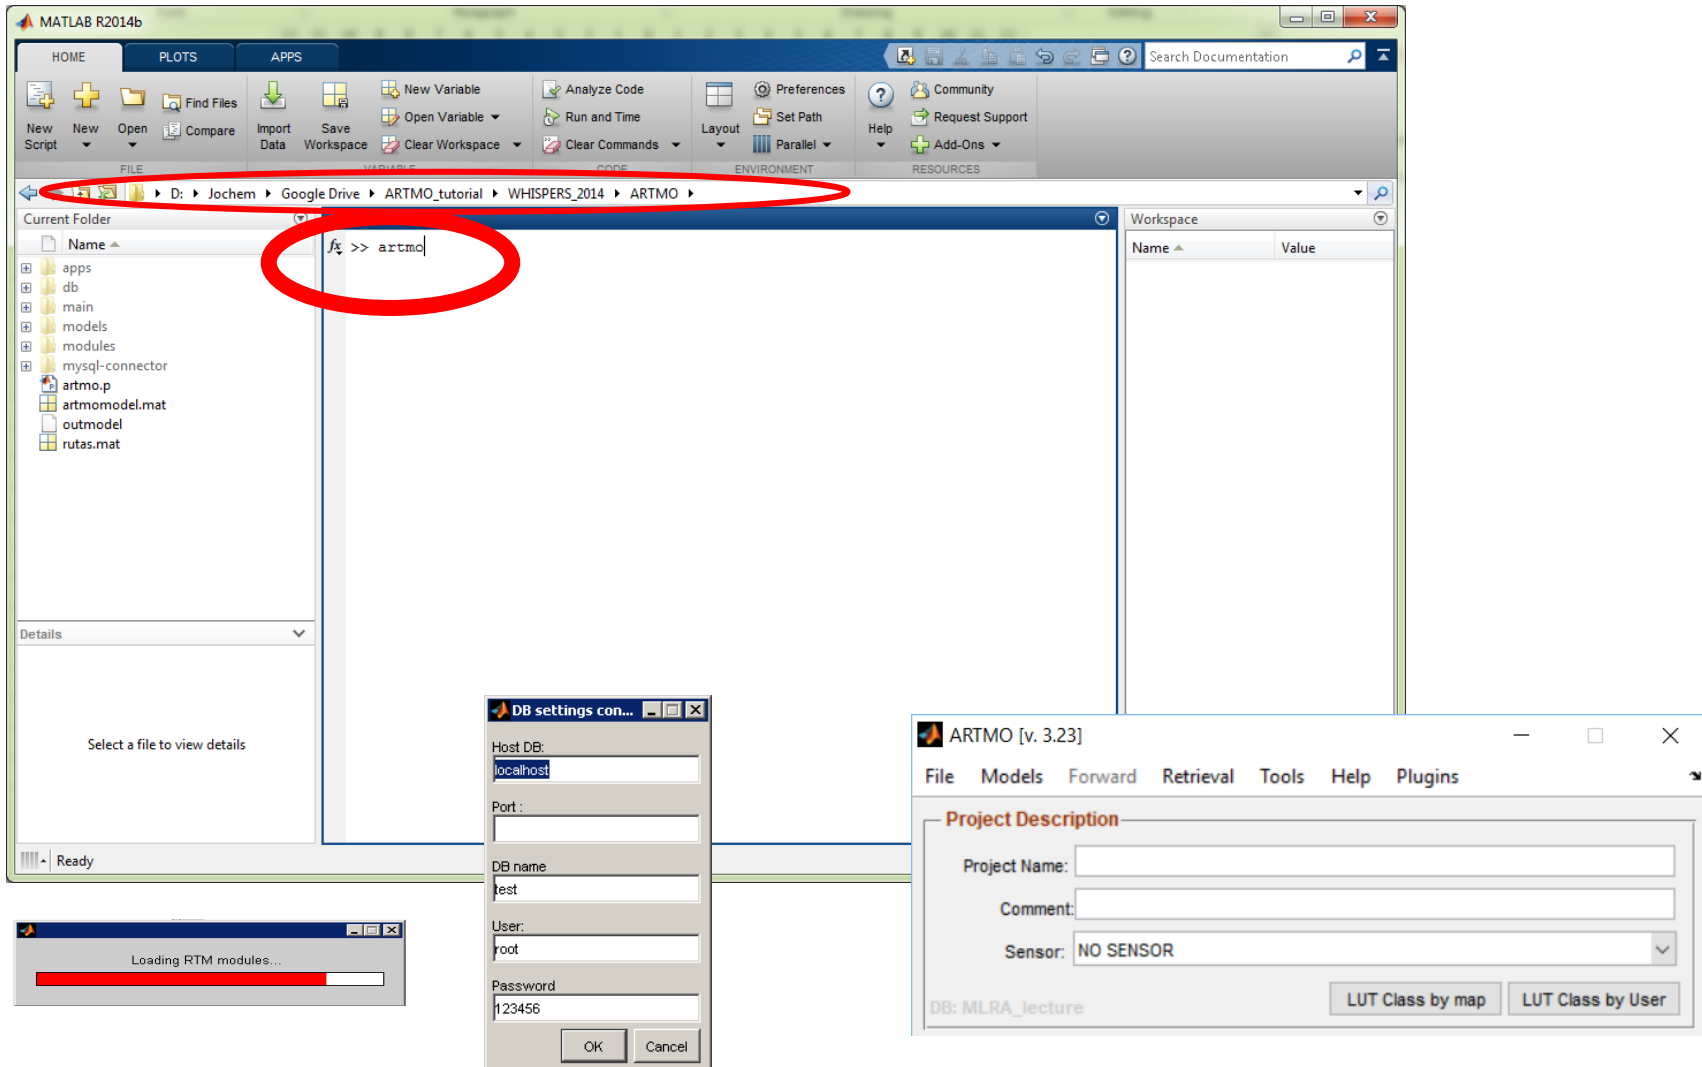 MATLAB R2014b
HOME PLOTS APPS
Search Documentation
New Script
New
Open
Find Files
Compare
Import Data
Save Workspace
New Variable
Open Variable
Clear Workspace
Analyze Code
Run and Time
Clear Commands
Layout
Preferences
Set Path
Parallel
Help
Community
Request Support
Add-Ons
FILE VARIABLE CODE ENVIRONMENT RESOURCES
D: Jochem Google Drive ARTMO_tutorial WHISPERS_2014 ARTMO
Current Folder
Name
apps
db
main
models
modules
mysql-connector
artmo.p
artmomodel.mat
outmodel
rutas.mat
Details
Select a file to view details
Ready
fx >> artmo
Workspace
Name Value
Loading RTM modules...
DB settings con...
Host DB:
localhost
Port :
DB name
test
User:
root
Password
123456
OK Cancel
ARTMO [v. 3.23]
File Models Forward Retrieval Tools Help Plugins
Project Description
Project Name:
Comment:
Sensor: NO SENSOR
DB: MLRA_lecture
LUT Class by map LUT Class by User